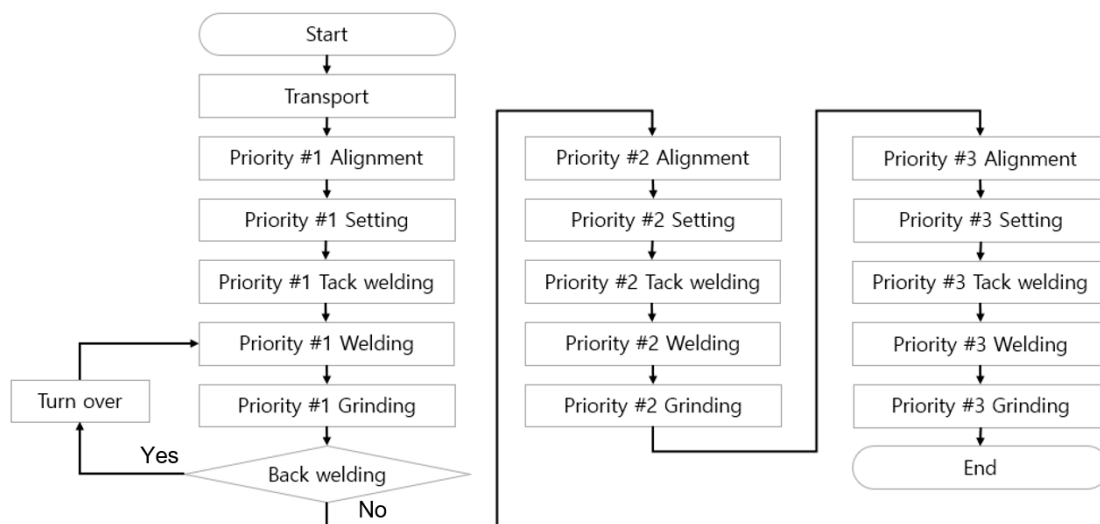 Start
Transport
Priority #1 Alignment
Priority #1 Setting
Priority #1 Tack welding
Priority #1 Welding
Priority #1 Grinding
Turn over
Yes
Back welding
No
Priority #2 Alignment
Priority #2 Setting
Priority #2 Tack welding
Priority #2 Welding
Priority #2 Grinding
Priority #3 Alignment
Priority #3 Setting
Priority #3 Tack welding
Priority #3 Welding
Priority #3 Grinding
End